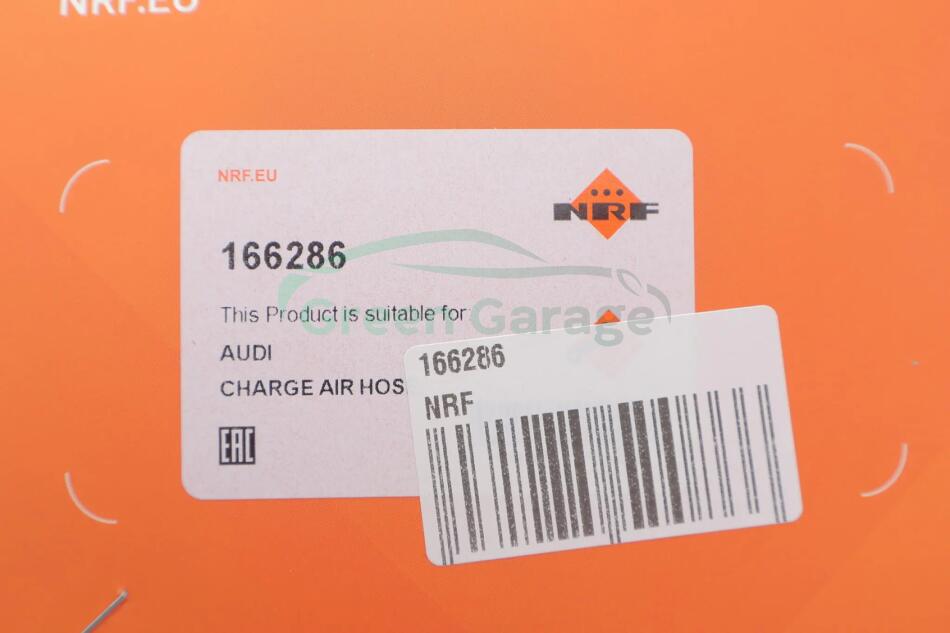 NRF.EU
NRF.EU
NRF
166286
This Product is suitable for:
Green Garage
AUDI
CHARGE AIR HOS
EAC
166286
NRF